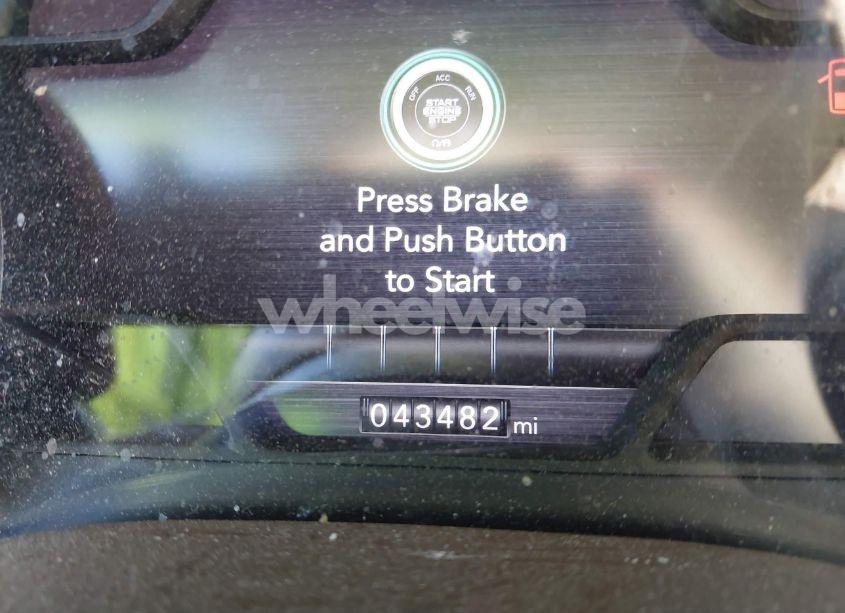 OFF ACC RUN
START
ENGINE
STOP
Press Brake
and Push Button
to Start
wheelwise
043482 mi